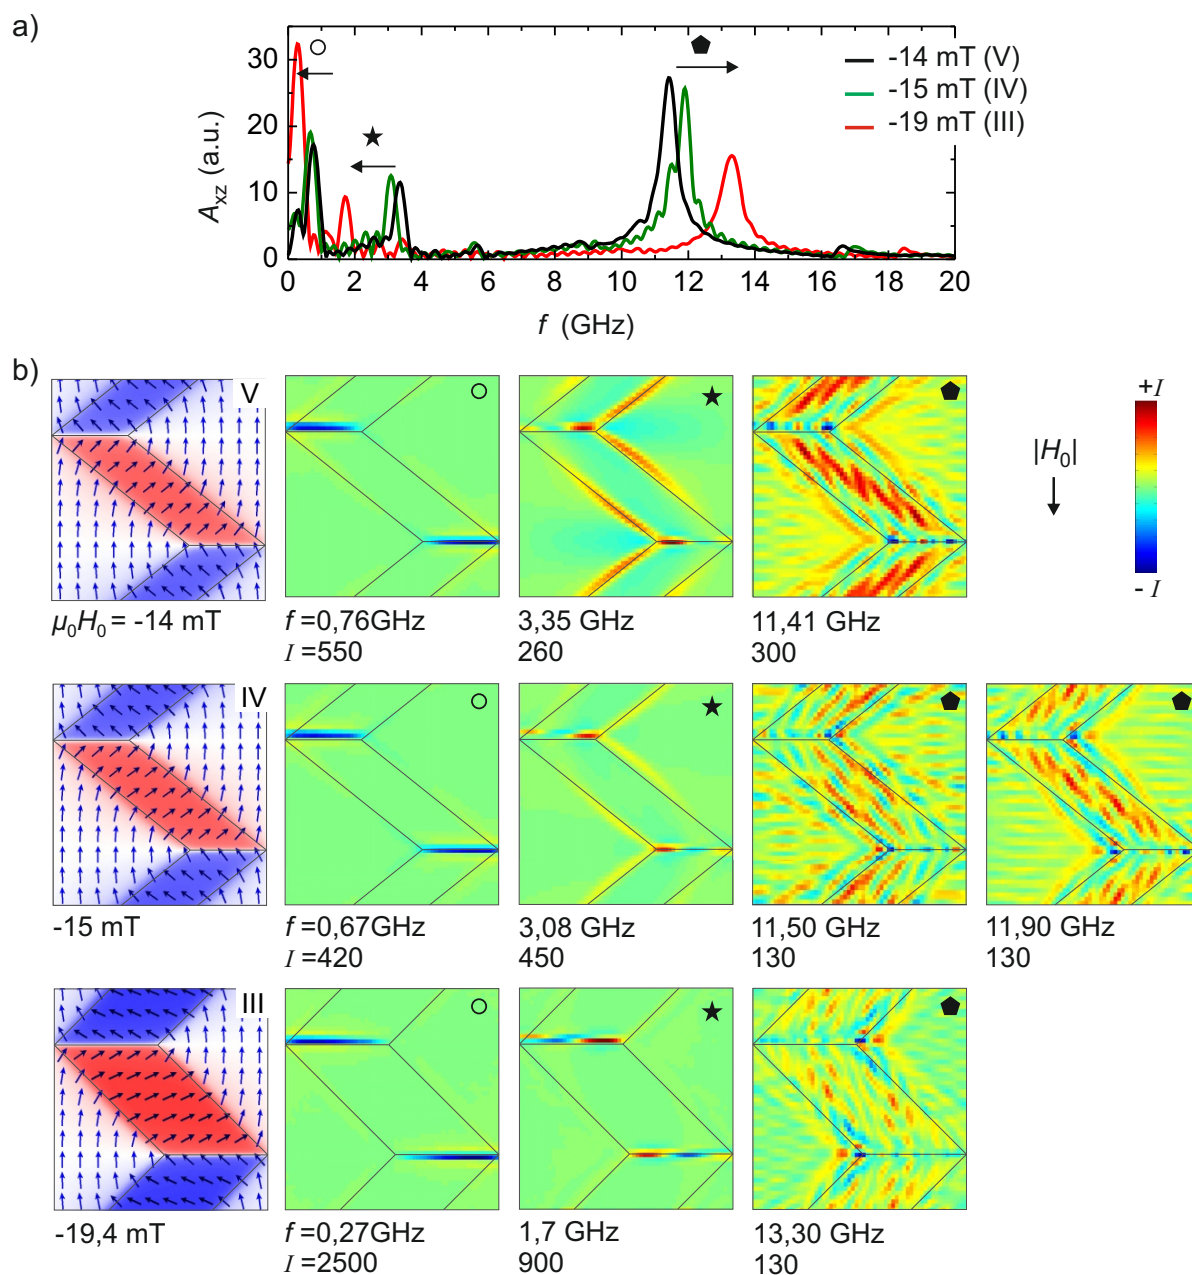 a)
30
20
10
0
A_xz (a.u.)
-14 mT (V)
-15 mT (IV)
-19 mT (III)
0 2 4 6 8 10 12 14 16 18 20
f (GHz)
b)
V
μ₀H₀ = -14 mT
f =0,76GHz
I =550
3,35 GHz
260
11,41 GHz
300
|H₀|
+I
- I
IV
-15 mT
f =0,67GHz
I =420
3,08 GHz
450
11,50 GHz
130
11,90 GHz
130
III
-19,4 mT
f =0,27GHz
I =2500
1,7 GHz
900
13,30 GHz
130